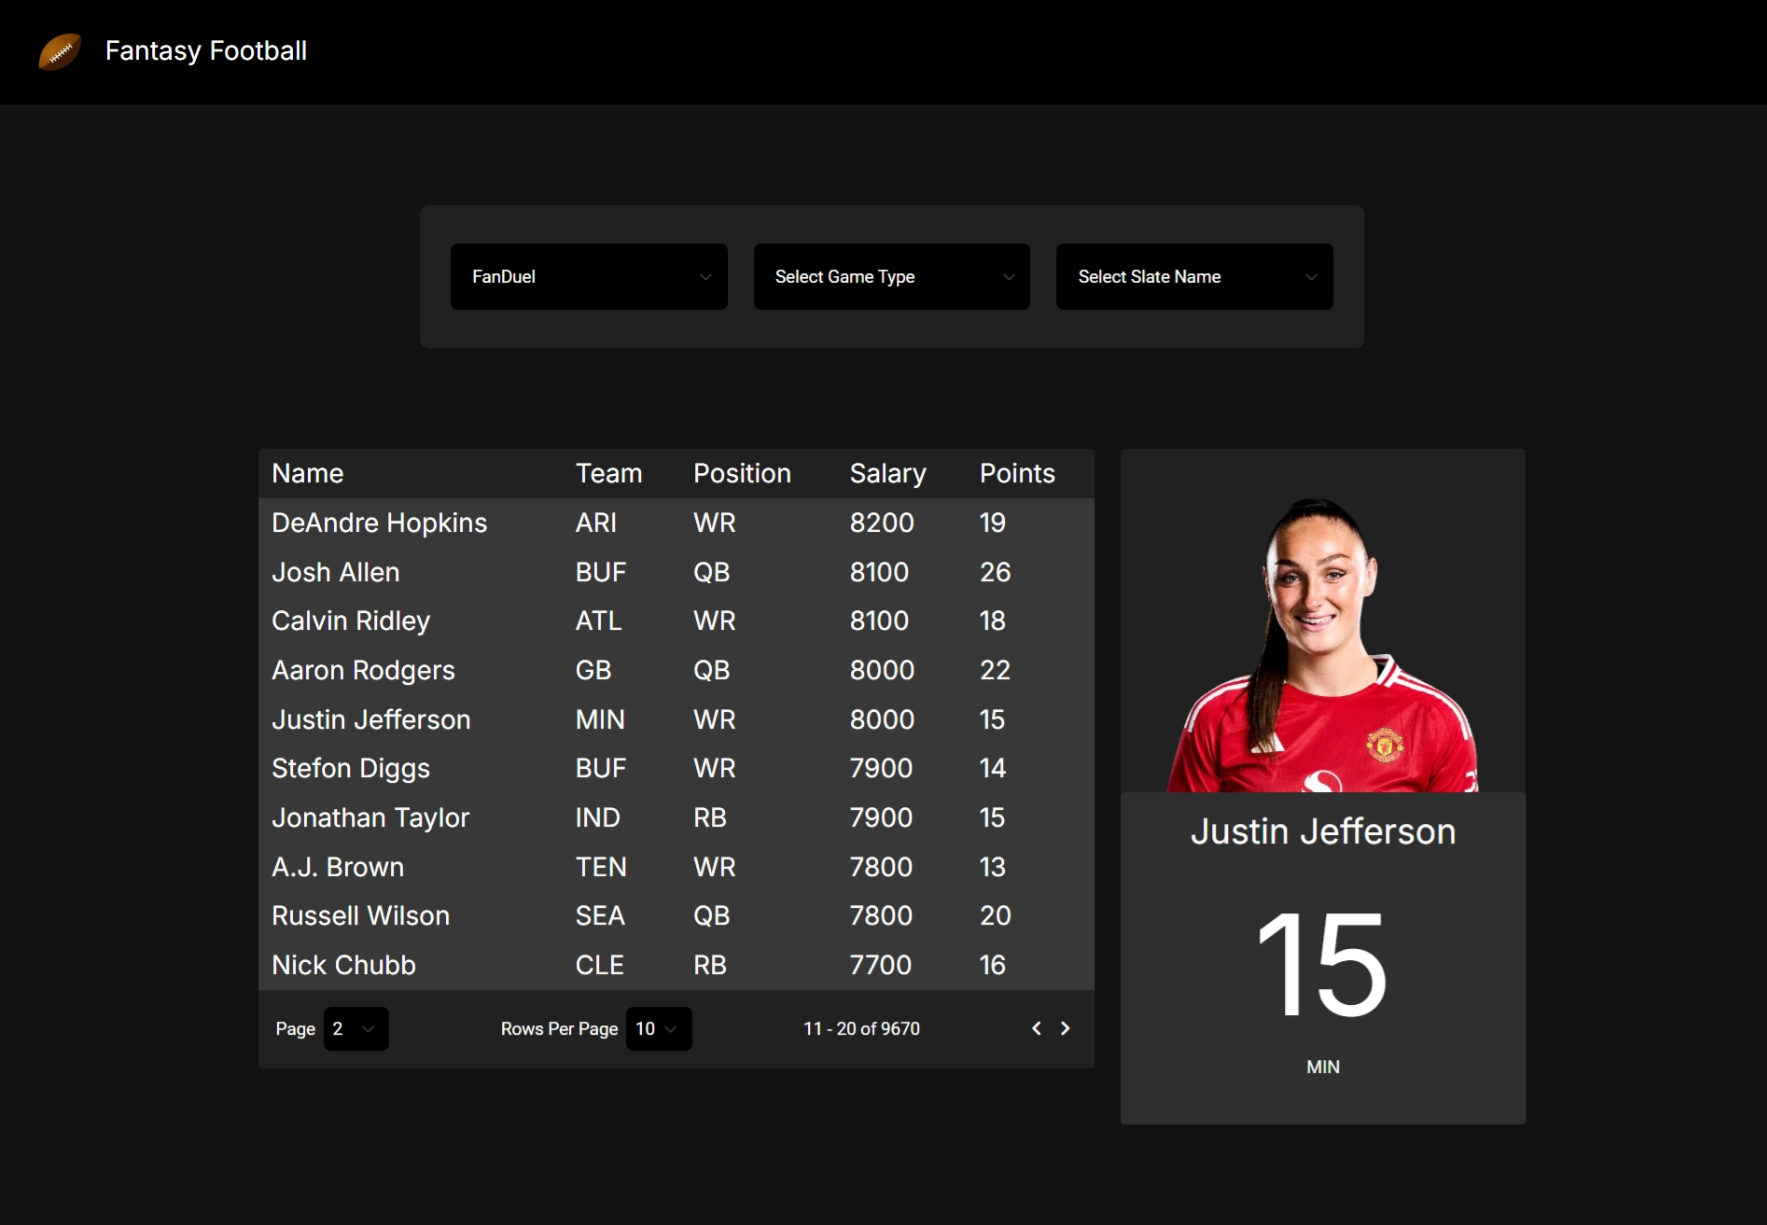 Fantasy Football
FanDuel
Select Game Type
Select Slate Name
Name Team Position Salary Points
DeAndre Hopkins ARI WR 8200 19
Josh Allen BUF QB 8100 26
Calvin Ridley ATL WR 8100 18
Aaron Rodgers GB QB 8000 22
Justin Jefferson MIN WR 8000 15
Stefon Diggs BUF WR 7900 14
Jonathan Taylor IND RB 7900 15
A.J. Brown TEN WR 7800 13
Russell Wilson SEA QB 7800 20
Nick Chubb CLE RB 7700 16
Page 2 Rows Per Page 10 11 - 20 of 9670
Justin Jefferson
15
MIN